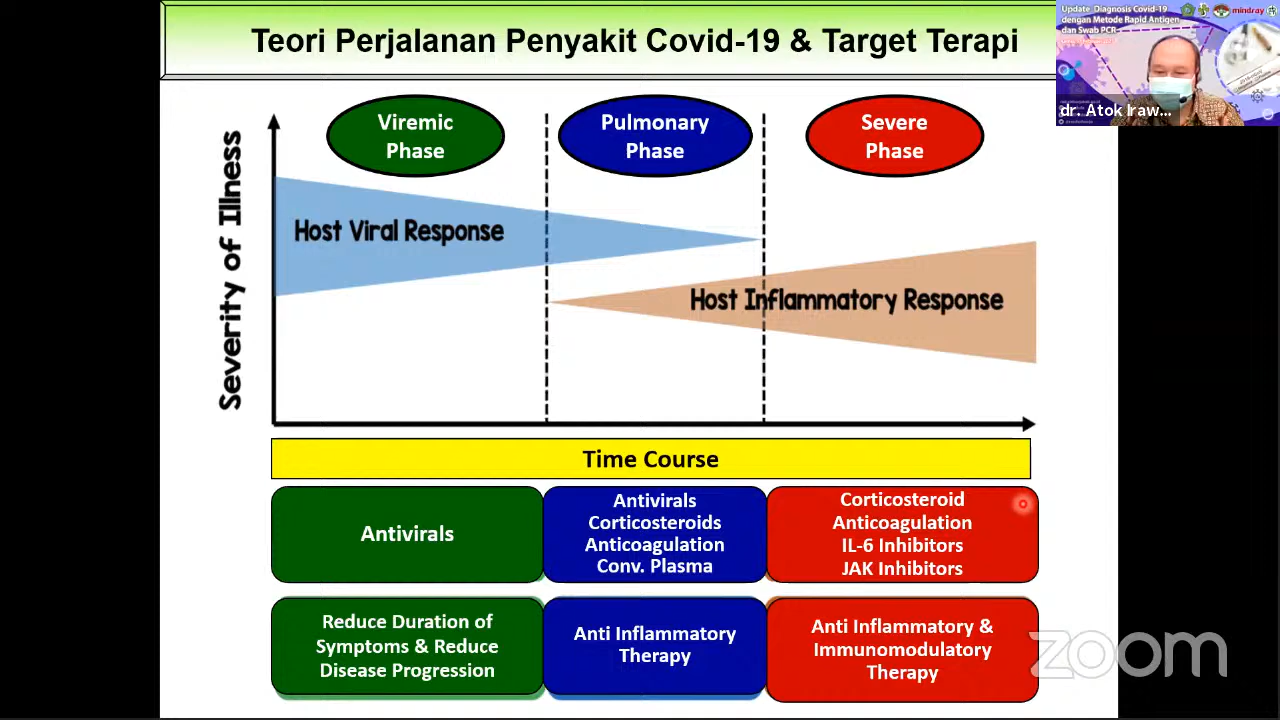 Teori Perjalanan Penyakit Covid-19 & Target Terapi
Update Diagnosis Covid-19
dengan Metode Rapid Antigen
dan Swab PCR
mindray
dr. Atok Iraw...
Viremic
Phase
Pulmonary
Phase
Severe
Phase
Severity of Illness
Host Viral Response
Host Inflammatory Response
Time Course
Antivirals
Antivirals
Corticosteroids
Anticoagulation
Conv. Plasma
Corticosteroid
Anticoagulation
IL-6 Inhibitors
JAK Inhibitors
Reduce Duration of
Symptoms & Reduce
Disease Progression
Anti Inflammatory
Therapy
Anti Inflammatory &
Immunomodulatory
Therapy
zoom